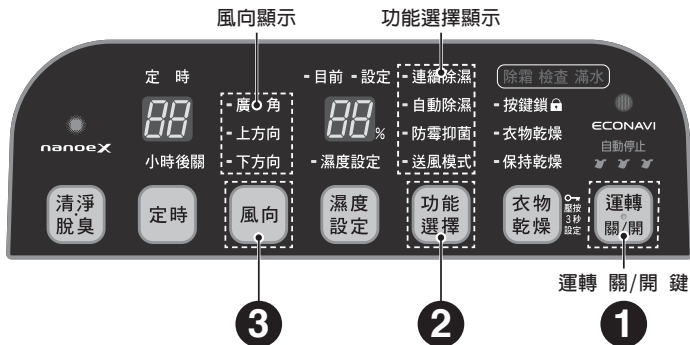 風向顯示
功能選擇顯示
定 時
88
小時後關
nanoeX
- 廣 角
- 上方向
- 下方向
- 目前 - 設定
88%
- 濕度設定
- 連續除濕
- 自動除濕
- 防霉抑菌
- 送風模式
除霜 檢查 滿水
- 按鍵鎖
- 衣物乾燥
- 保持乾燥
ECONAVI
自動停止
清淨
脫臭
定時
風向
濕度
設定
功能
選擇
衣物
乾燥
壓按
3秒
設定
運轉
關/開
運轉 關/開 鍵
3
2
1